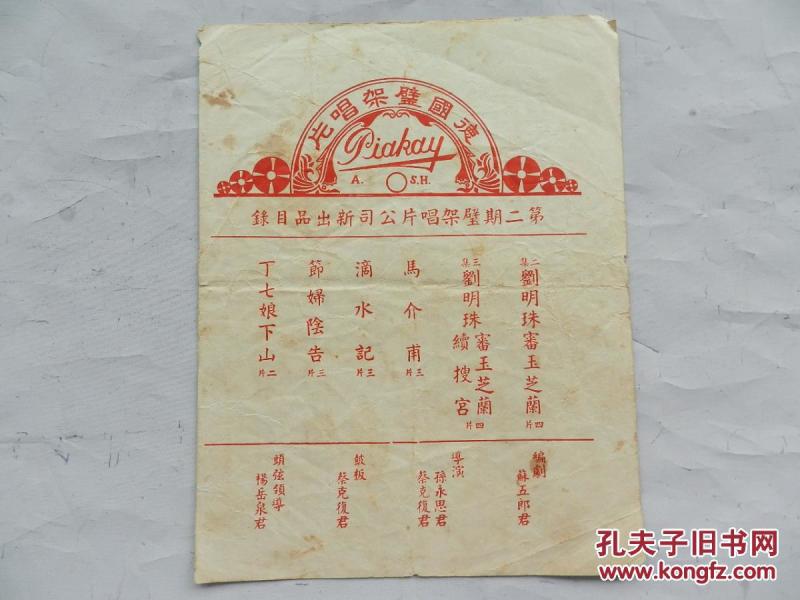 德國璧架唱片
Piakay
A. S.H.
第二期璧架唱片公司新出品目錄
二集 劉明珠審玉芝蘭 四片
三集 劉明珠審玉芝蘭續搜宮 四片
馬介甫 三片
滴水記 三片
節婦陰告 三片
丁七娘下山 二片
編劇
蘇五郎君
導演
孫永思君
蔡克復君
鼓板
蔡克復君
頭弦領導
楊岳泉君
孔夫子旧书网
www.kongfz.com